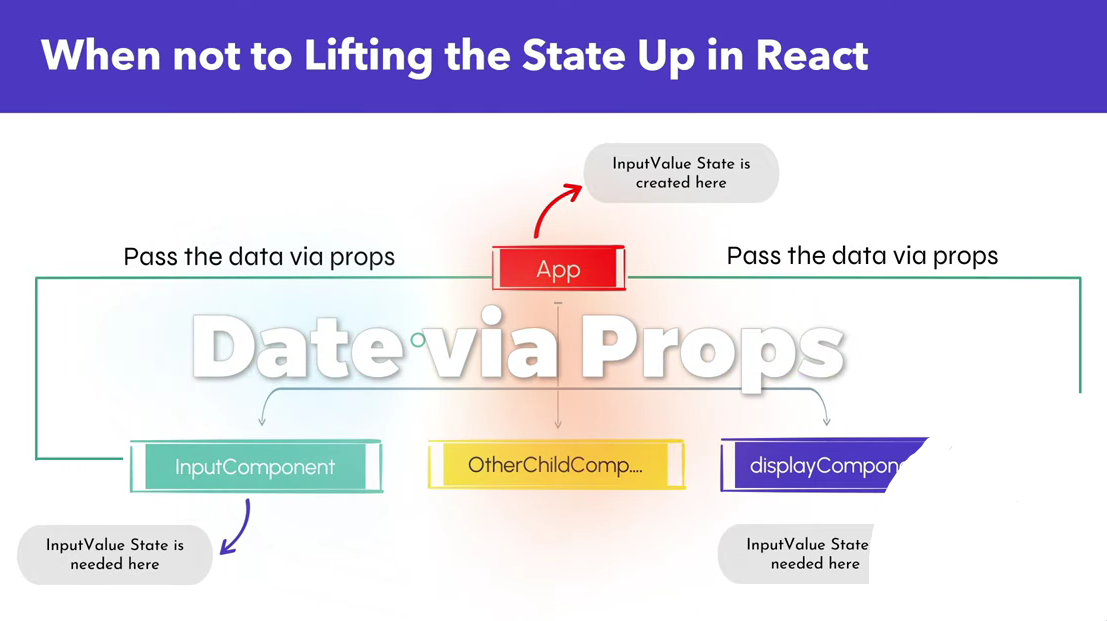 When not to Lifting the State Up in React
InputValue State is
created here
Pass the data via props
App
Pass the data via props
Date via Props
InputComponent
OtherChildComp....
displayCompon
InputValue State is
needed here
InputValue State
needed here